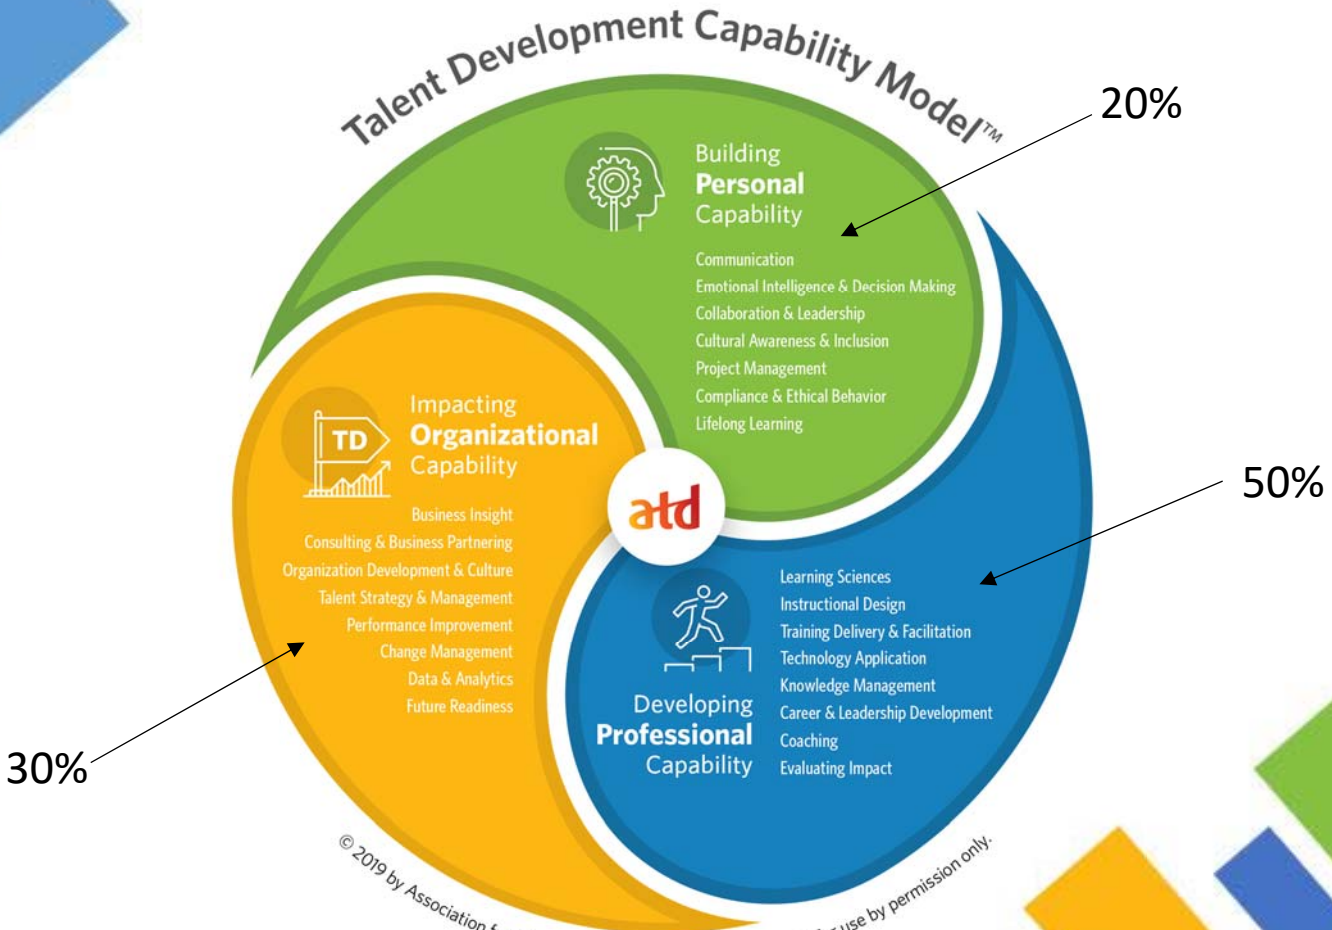 Talent Development Capability Model™
20%
Building
Personal
Capability
Communication
Emotional Intelligence & Decision Making
Collaboration & Leadership
Cultural Awareness & Inclusion
Project Management
Compliance & Ethical Behavior
Lifelong Learning
Impacting
Organizational
Capability
TD
Business Insight
Consulting & Business Partnering
Organization Development & Culture
Talent Strategy & Management
Performance Improvement
Change Management
Data & Analytics
Future Readiness
30%
atd
50%
Learning Sciences
Instructional Design
Training Delivery & Facilitation
Technology Application
Knowledge Management
Career & Leadership Development
Coaching
Evaluating Impact
Developing
Professional
Capability
© 2019 by Association
use by permission only.